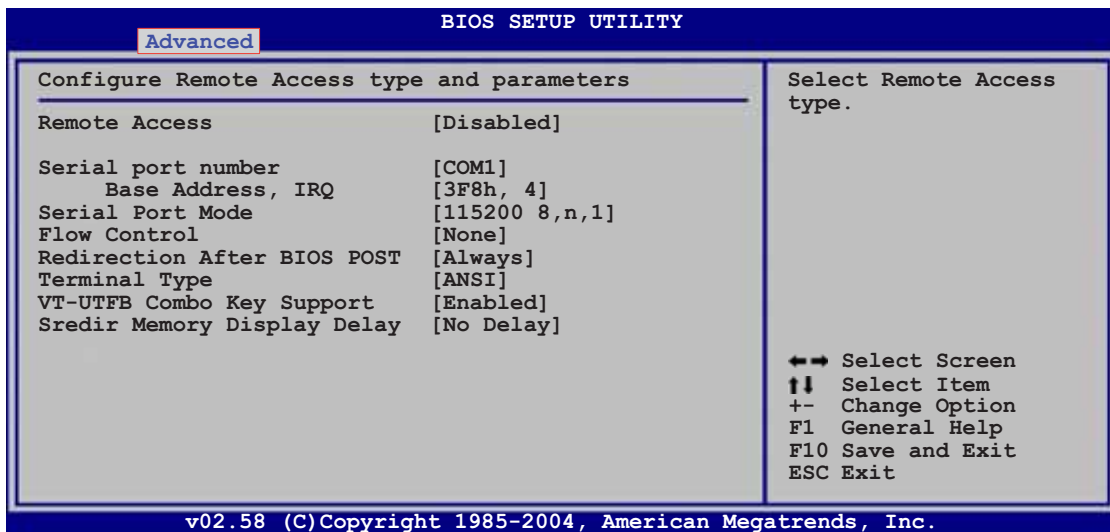 BIOS SETUP UTILITY
Advanced
Configure Remote Access type and parameters
Remote Access [Disabled]
Serial port number [COM1]
Base Address, IRQ [3F8h, 4]
Serial Port Mode [115200 8,n,1]
Flow Control [None]
Redirection After BIOS POST [Always]
Terminal Type [ANSI]
VT-UTFB Combo Key Support [Enabled]
Sredir Memory Display Delay [No Delay]
Select Remote Access
type.
←→ Select Screen
↑↓ Select Item
+- Change Option
F1 General Help
F10 Save and Exit
ESC Exit
v02.58 (C)Copyright 1985-2004, American Megatrends, Inc.